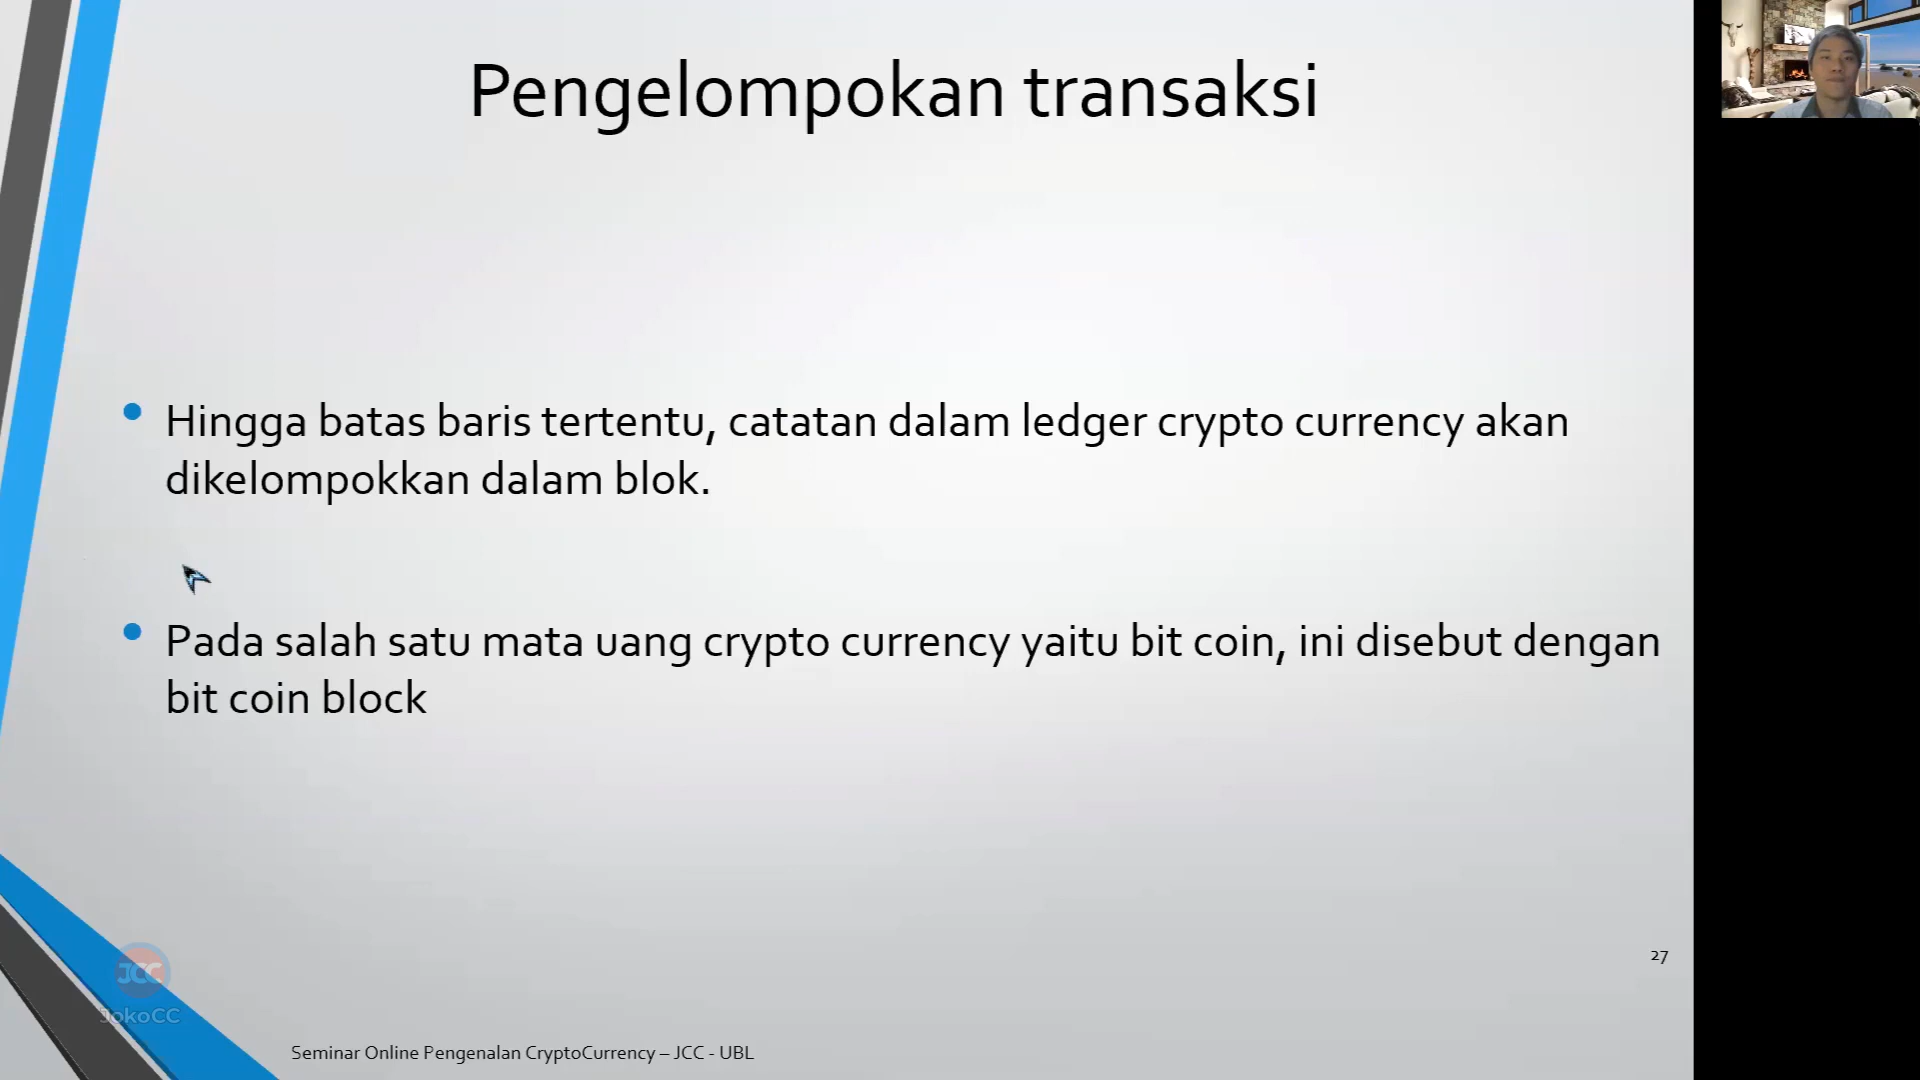 Pengelompokan transaksi
Hingga batas baris tertentu, catatan dalam ledger crypto currency akan
dikelompokkan dalam blok.
Pada salah satu mata uang crypto currency yaitu bit coin, ini disebut dengan
bit coin block
27
JCC
JokoCC
Seminar Online Pengenalan CryptoCurrency – JCC - UBL